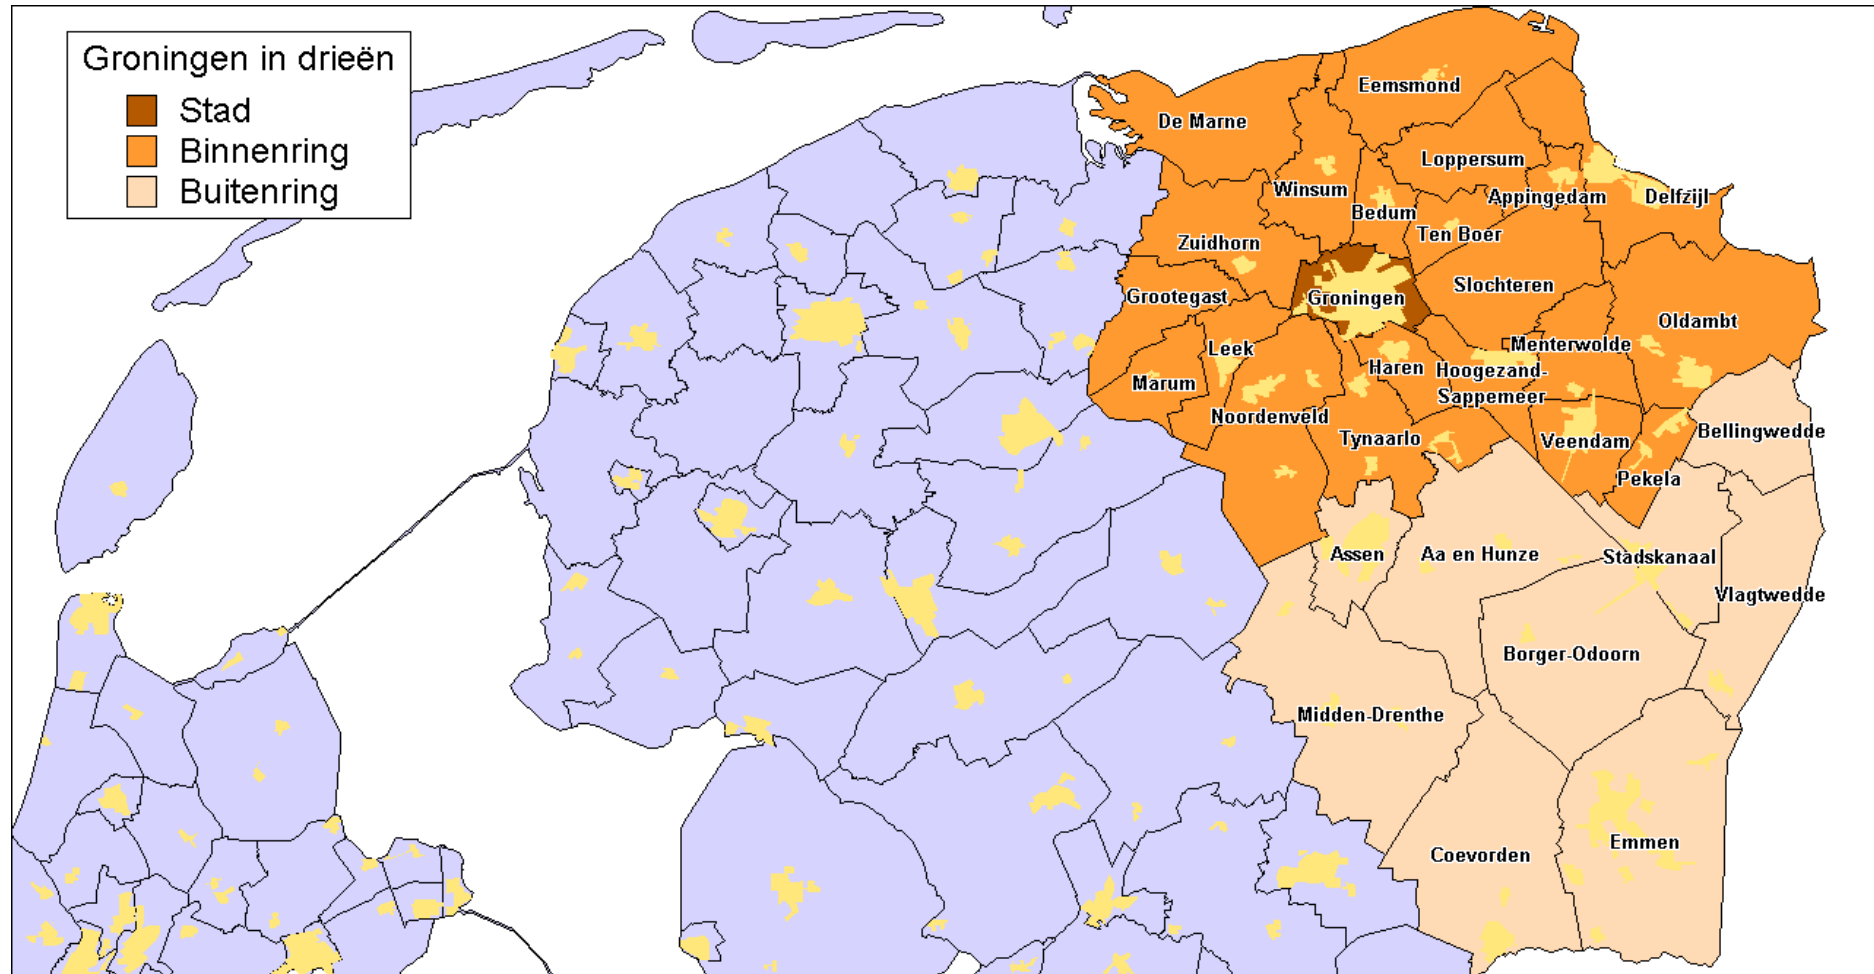 Groningen in drieën
Stad
Binnenring
Buitenring
Eemsmond
De Marne
Loppersum
Winsum
Appingedam
Delfzijl
Bedum
Ten Boer
Zuidhorn
Slochteren
Grootegast
Groningen
Oldambt
Menterwolde
Leek
Haren
Hoogezand-
Sappemeer
Marum
Noordenveld
Tynaarlo
Veendam
Bellingwedde
Pekela
Assen
Aa en Hunze
Stadskanaal
Vlagtwedde
Borger-Odoorn
Midden-Drenthe
Coevorden
Emmen